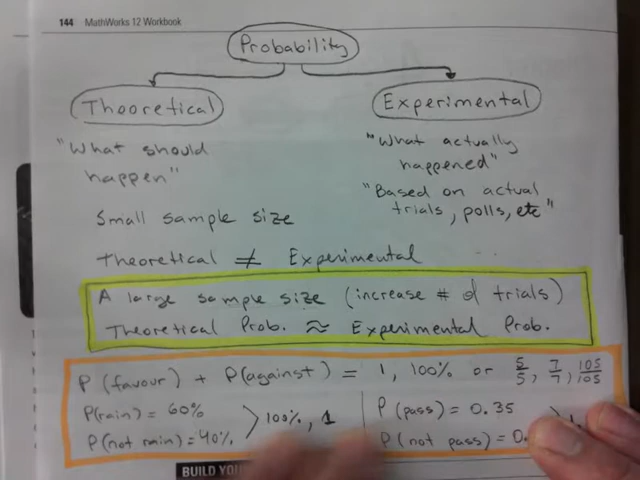 144 MathWorks 12 Workbook
Probability
Thooretical
Experimental
"What should
happen"
"What actually
happened"
"Based on actual
trials, polls, etc"
Small sample size
Theoretical ≠ Experimental
A large sample size (increase # of trials)
Theoretical Prob. ≈ Experimental Prob.
P(favour) + P(against) = 1, 100% or 5/5, 7/7, 105/105
P(rain) = 60%
P(not rain) = 40%
100%, 1
P(pass) = 0.35
P(not pass) = 0.
BUILD YOU